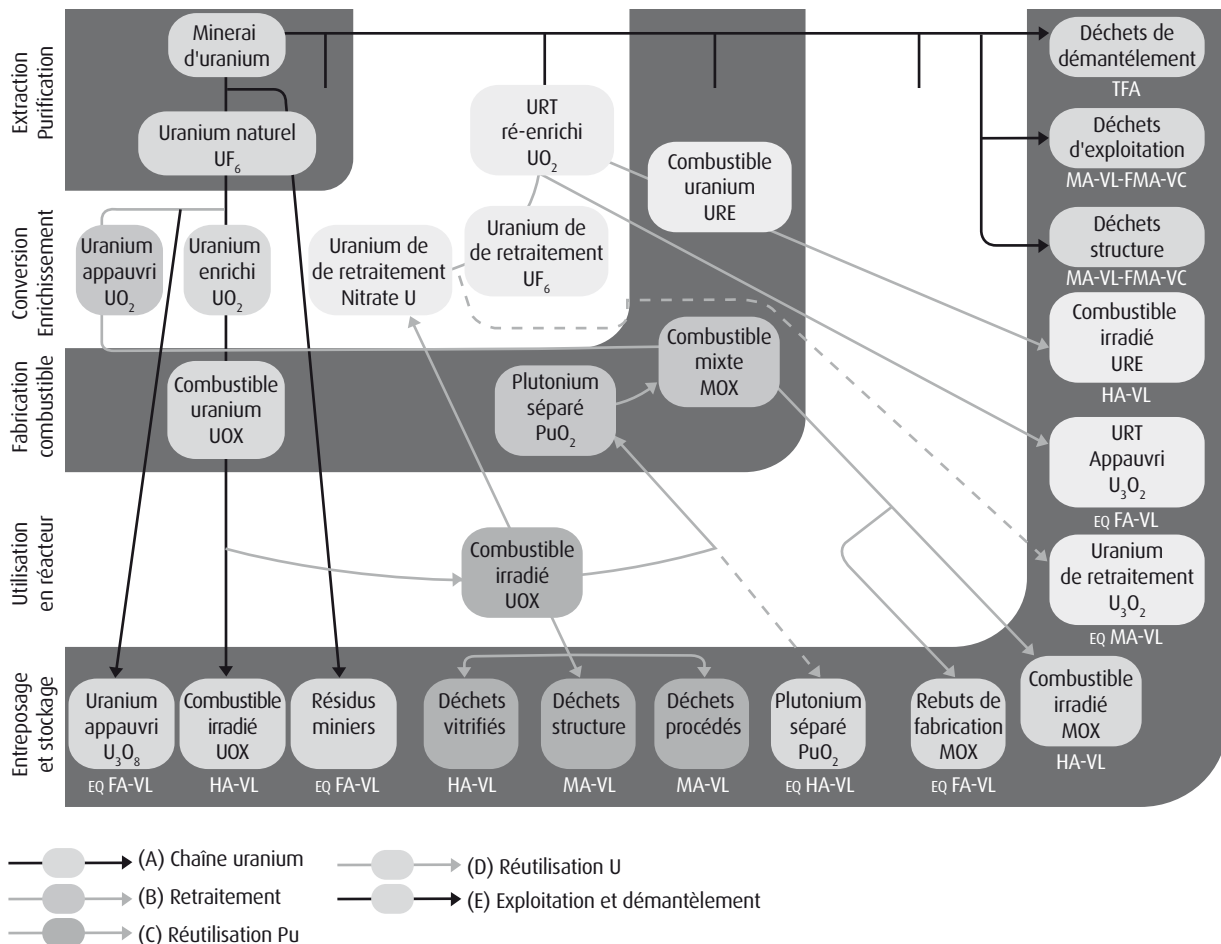 Extraction
Purification
Conversion
Enrichissement
Fabrication
combustible
Utilisation
en réacteur
Entreposage
et stockage
Minerai
d'uranium
Uranium naturel
UF6
Uranium
appauvri
UO2
Uranium
enrichi
UO2
Uranium de
de retraitement
Nitrate U
URT
ré-enrichi
UO2
Uranium de
de retraitement
UF6
Combustible
uranium
URE
Combustible
uranium
UOX
Plutonium
séparé
PuO2
Combustible
mixte
MOX
Combustible
irradié
UOX
Déchets de
démantélement
TFA
Déchets
d'exploitation
MA-VL-FMA-VC
Déchets
structure
MA-VL-FMA-VC
Combustible
irradié
URE
HA-VL
URT
Appauvri
U3O2
EQ FA-VL
Uranium
de retraitement
U3O2
EQ MA-VL
Combustible
irradié
MOX
HA-VL
Uranium
appauvri
U3O8
EQ FA-VL
Combustible
irradié
UOX
HA-VL
Résidus
miniers
EQ FA-VL
Déchets
vitrifiés
HA-VL
Déchets
structure
MA-VL
Déchets
procédés
MA-VL
Plutonium
séparé
PuO2
EQ HA-VL
Rebuts de
fabrication
MOX
EQ FA-VL
(A) Chaîne uranium
(B) Retraitement
(C) Réutilisation Pu
(D) Réutilisation U
(E) Exploitation et démantèlement